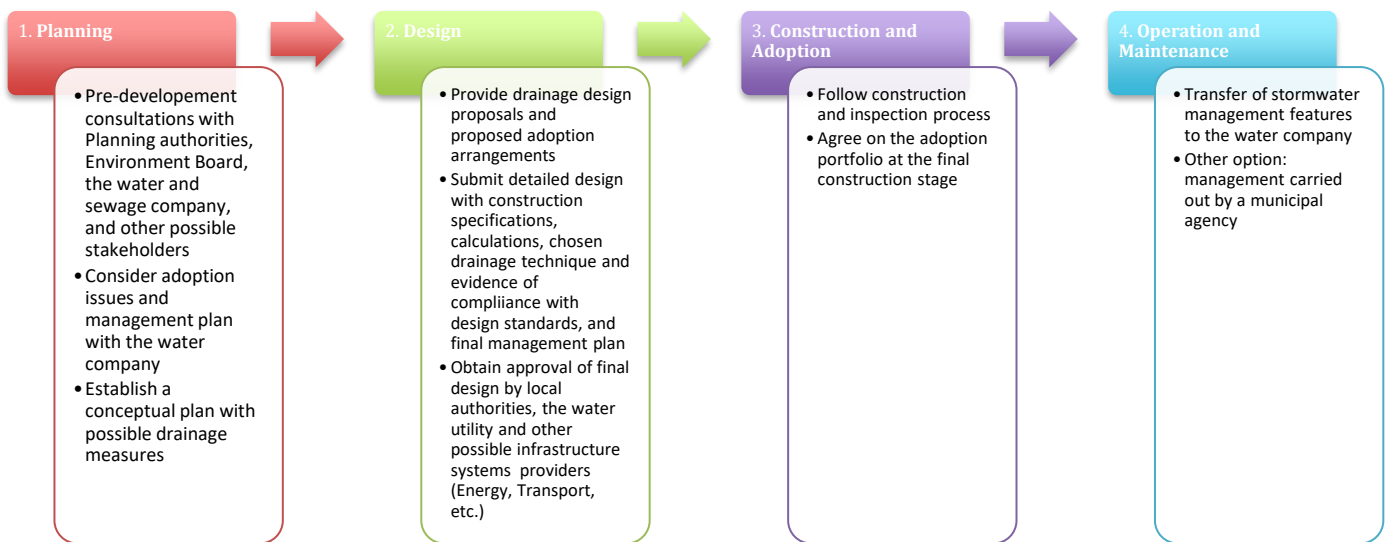 1. Planning
• Pre-developement
consultations with
Planning authorities,
Environment Board,
the water and
sewage company,
and other possible
stakeholders
• Consider adoption
issues and
management plan
with the water
company
• Establish a
conceptual plan with
possible drainage
measures
2. Design
• Provide drainage design
proposals and
proposed adoption
arrangements
• Submit detailed design
with construction
specifications,
calculations, chosen
drainage technique and
evidence of
compliiance with
design standards, and
final management plan
• Obtain approval of final
design by local
authorities, the water
utility and other
possible infrastructure
systems providers
(Energy, Transport,
etc.)
3. Construction and
Adoption
• Follow construction
and inspection process
• Agree on the adoption
portfolio at the final
construction stage
4. Operation and
Maintenance
• Transfer of stormwater
management features
to the water company
• Other option:
management carried
out by a municipal
agency